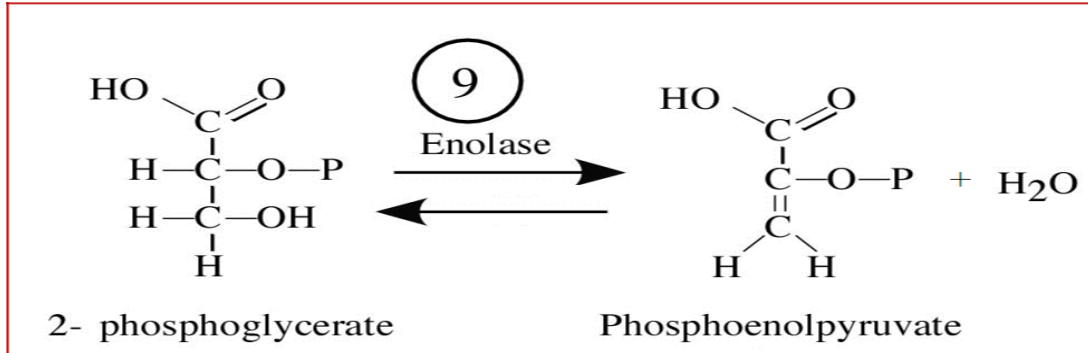 9
Enolase
HO O
C
H—C—O—P
H—C—OH
H
HO O
C
C—O—P + H₂O
C
H H
2- phosphoglycerate
Phosphoenolpyruvate